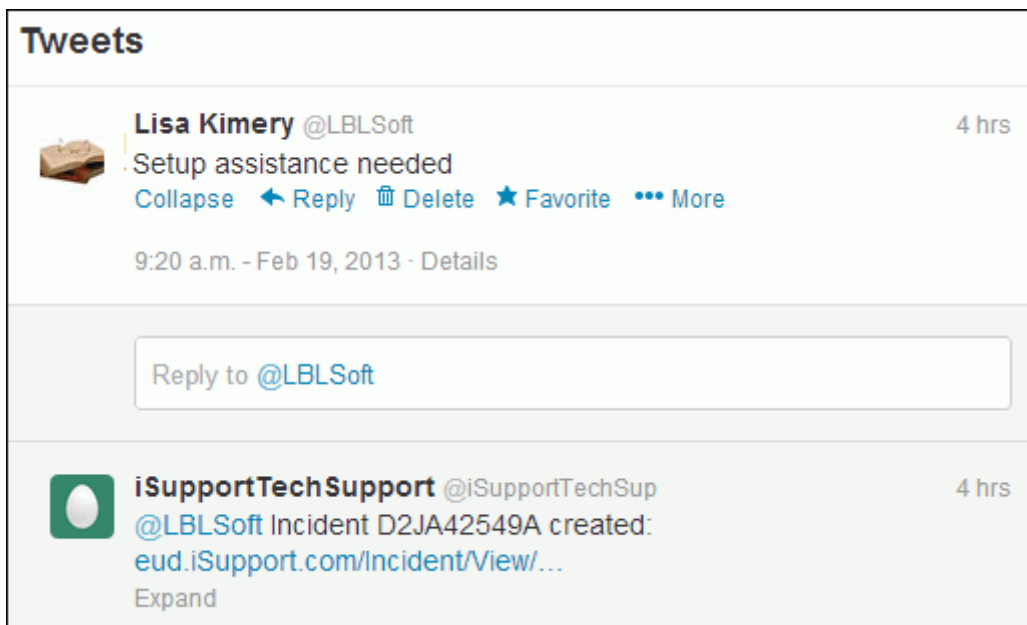 Tweets
Lisa Kimery @LBLSoft 4 hrs
Setup assistance needed
Collapse Reply Delete Favorite ••• More
9:20 a.m. - Feb 19, 2013 · Details
Reply to @LBLSoft
iSupportTechSupport @iSupportTechSup 4 hrs
@LBLSoft Incident D2JA42549A created:
eud.iSupport.com/Incident/View/…
Expand